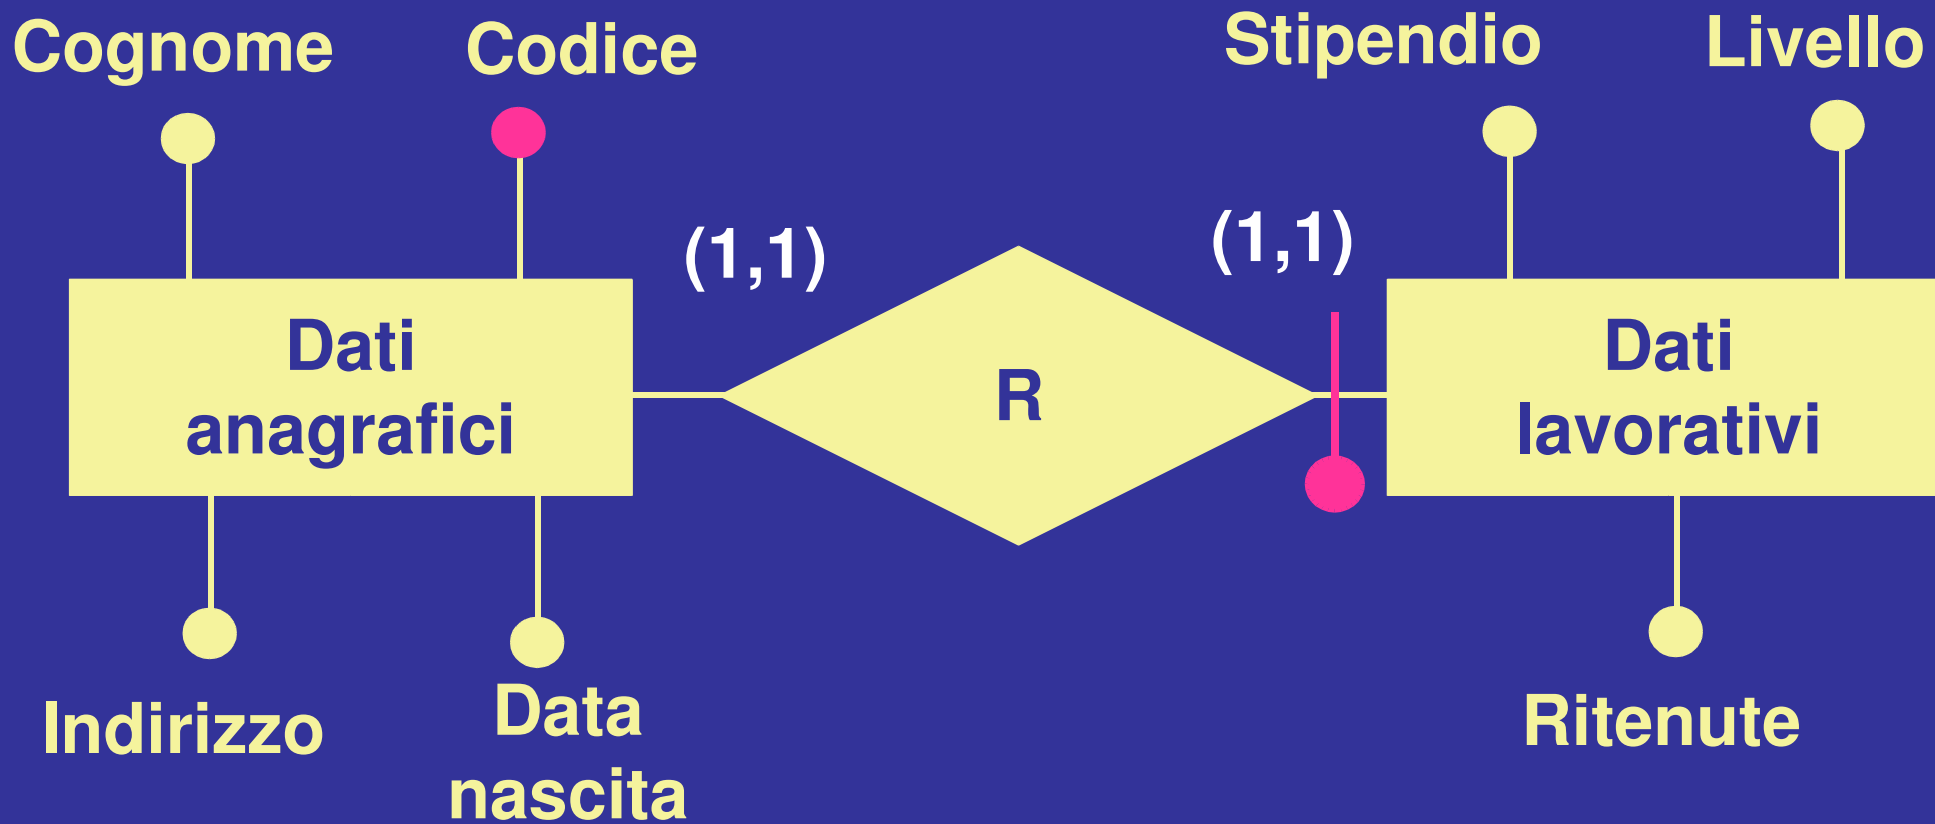 Cognome
Codice
Stipendio
Livello
(1,1)
(1,1)
Dati
anagrafici
R
Dati
lavorativi
Indirizzo
Data
nascita
Ritenute